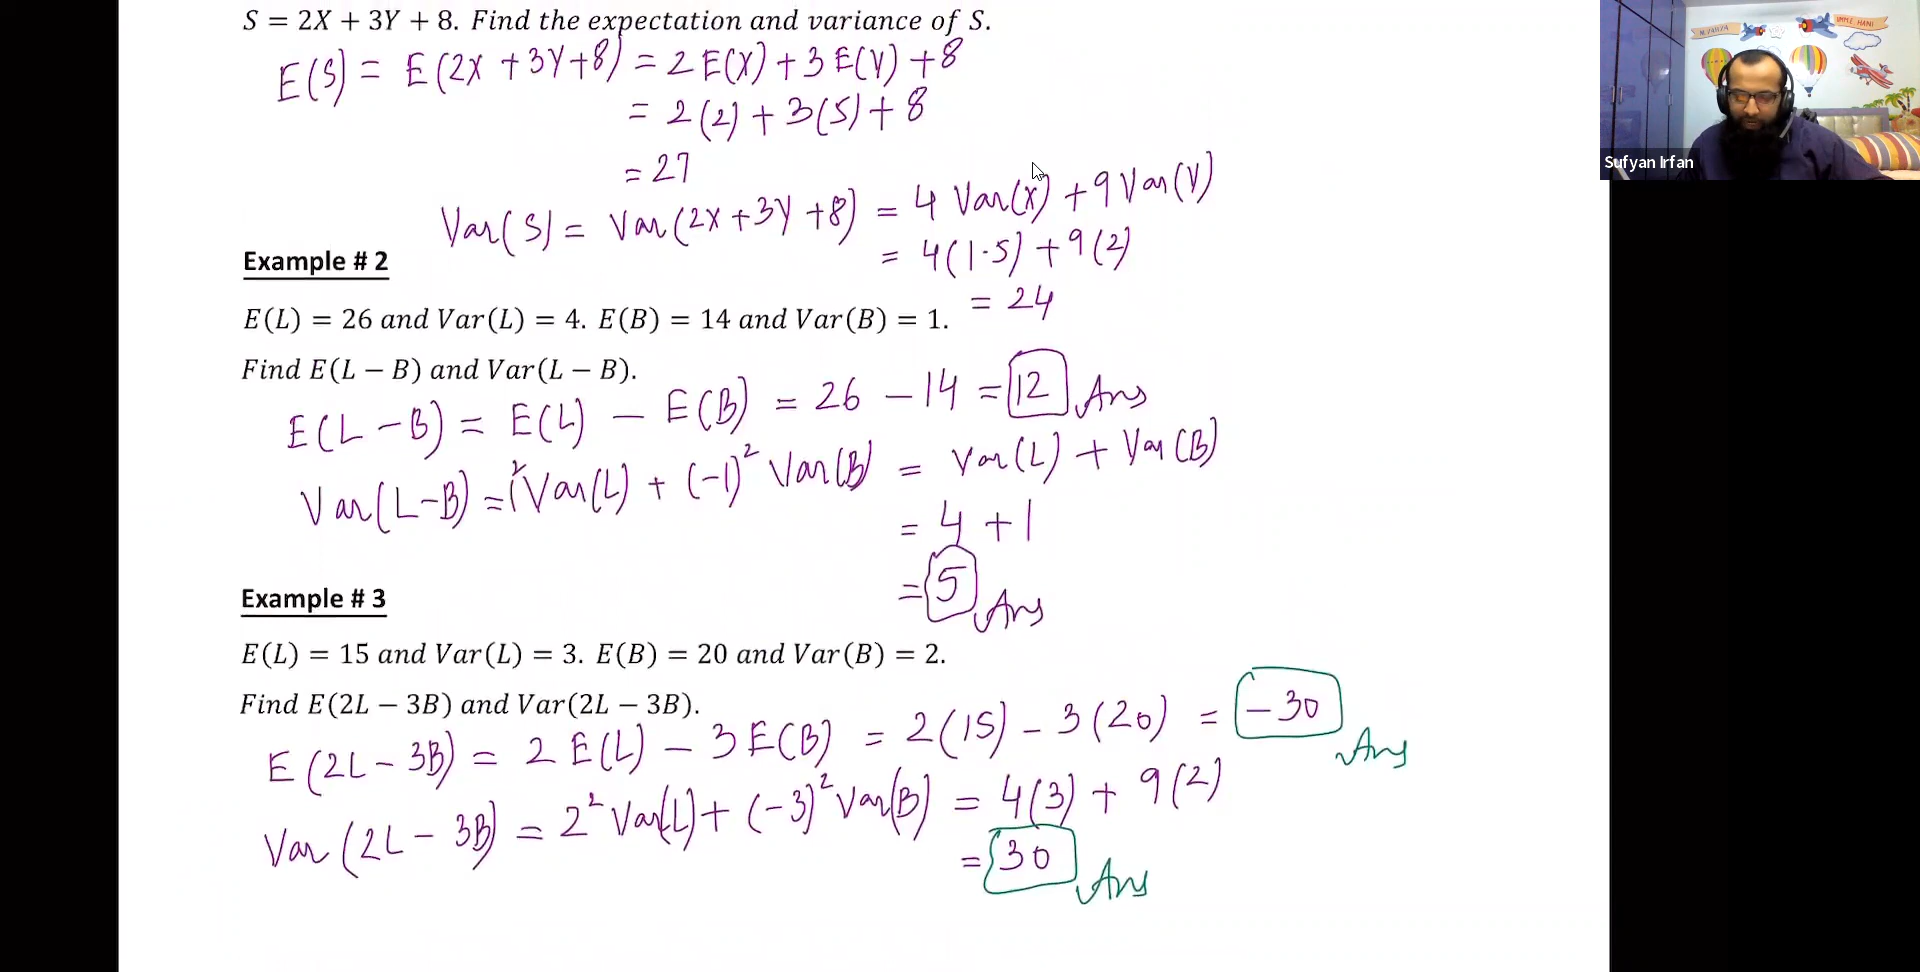 S = 2X + 3Y + 8. Find the expectation and variance of S.
E(S) = E(2X + 3Y + 8) = 2 E(X) + 3 E(Y) + 8
= 2(2) + 3(5) + 8
= 27
Var(S) = Var(2X + 3Y + 8) = 4 Var(X) + 9 Var(Y)
= 4(1.5) + 9(2)
= 24
Example # 2
E(L) = 26 and Var(L) = 4. E(B) = 14 and Var(B) = 1.
Find E(L − B) and Var(L − B).
E(L − B) = E(L) − E(B) = 26 − 14 = 12 Ans
Var(L − B) = 1² Var(L) + (−1)² Var(B) = Var(L) + Var(B)
= 4 + 1
= 5 Ans
Example # 3
E(L) = 15 and Var(L) = 3. E(B) = 20 and Var(B) = 2.
Find E(2L − 3B) and Var(2L − 3B).
E(2L − 3B) = 2 E(L) − 3 E(B) = 2(15) − 3(20) = −30 Ans
Var(2L − 3B) = 2² Var(L) + (−3)² Var(B) = 4(3) + 9(2)
= 30 Ans
Sufyan Irfan